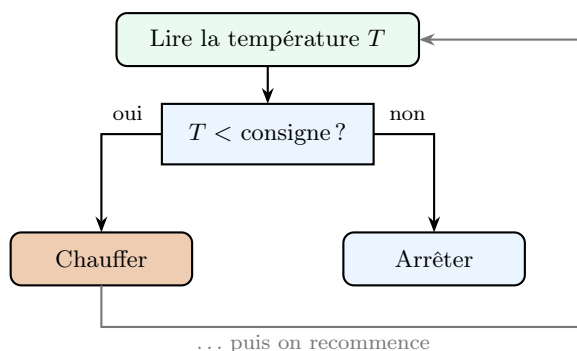 Lire la température T
T < consigne ?
oui
non
Chauffer
Arrêter
... puis on recommence